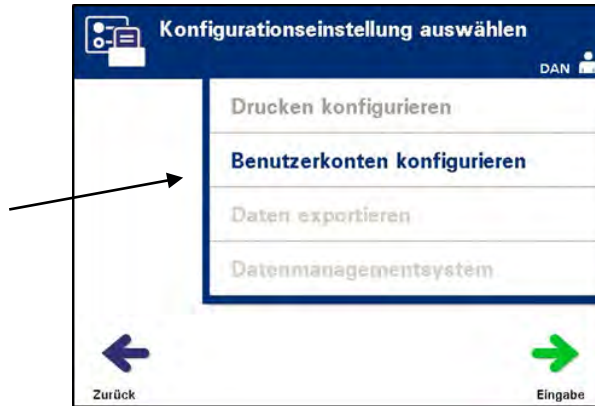 Konfigurationseinstellung auswählen
DAN
Drucken konfigurieren
Benutzerkonten konfigurieren
Daten exportieren
Datenmanagementsystem
Zurück
Eingabe